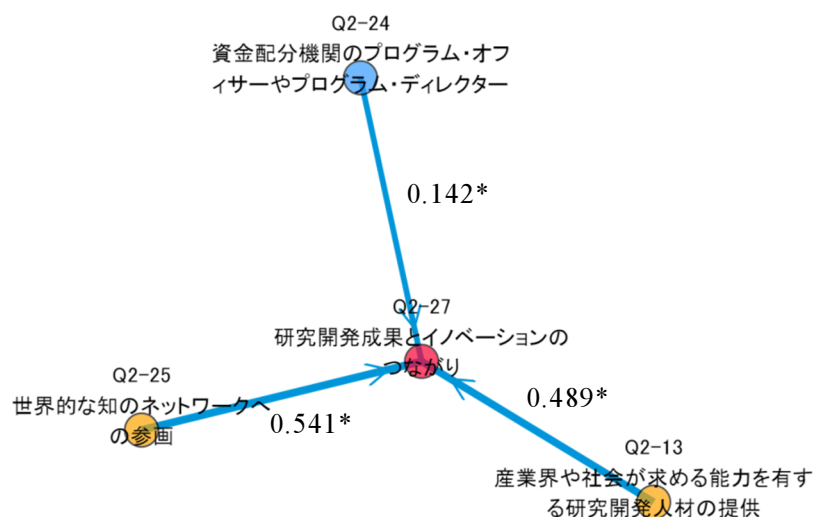 Q2-24
資金配分機関のプログラム・オフ
ィサーやプログラム・ディレクター
0.142*
Q2-27
研究開発成果とイノベーションの
つながり
Q2-25
世界的な知のネットワークへ
の参画
0.541*
0.489*
Q2-13
産業界や社会が求める能力を有す
る研究開発人材の提供